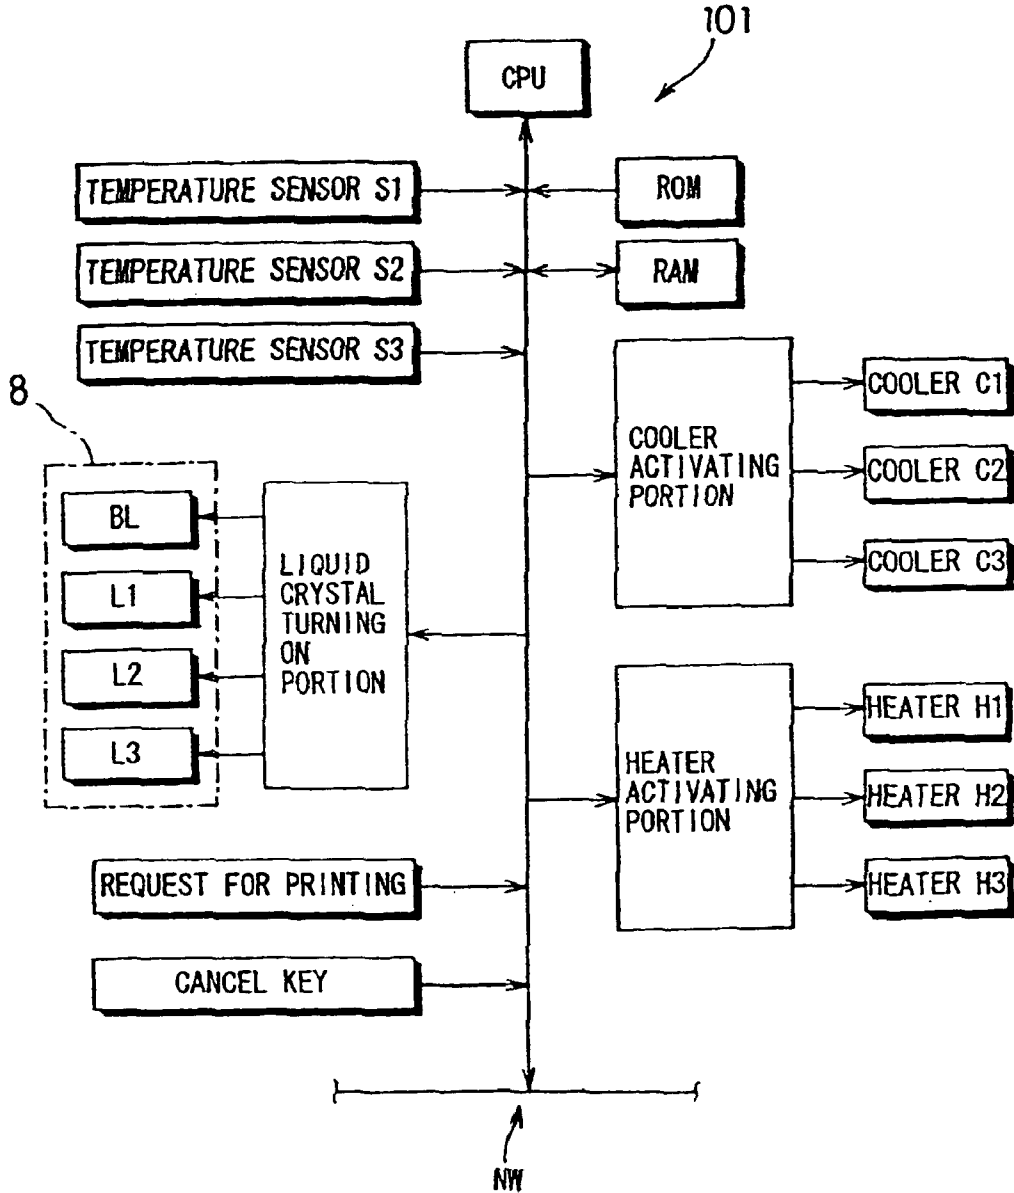 101
CPU
TEMPERATURE SENSOR S1
ROM
TEMPERATURE SENSOR S2
RAM
TEMPERATURE SENSOR S3
8
COOLER
ACTIVATING
PORTION
COOLER C1
COOLER C2
COOLER C3
BL
L1
L2
L3
LIQUID
CRYSTAL
TURNING
ON
PORTION
HEATER
ACTIVATING
PORTION
HEATER H1
HEATER H2
HEATER H3
REQUEST FOR PRINTING
CANCEL KEY
NW